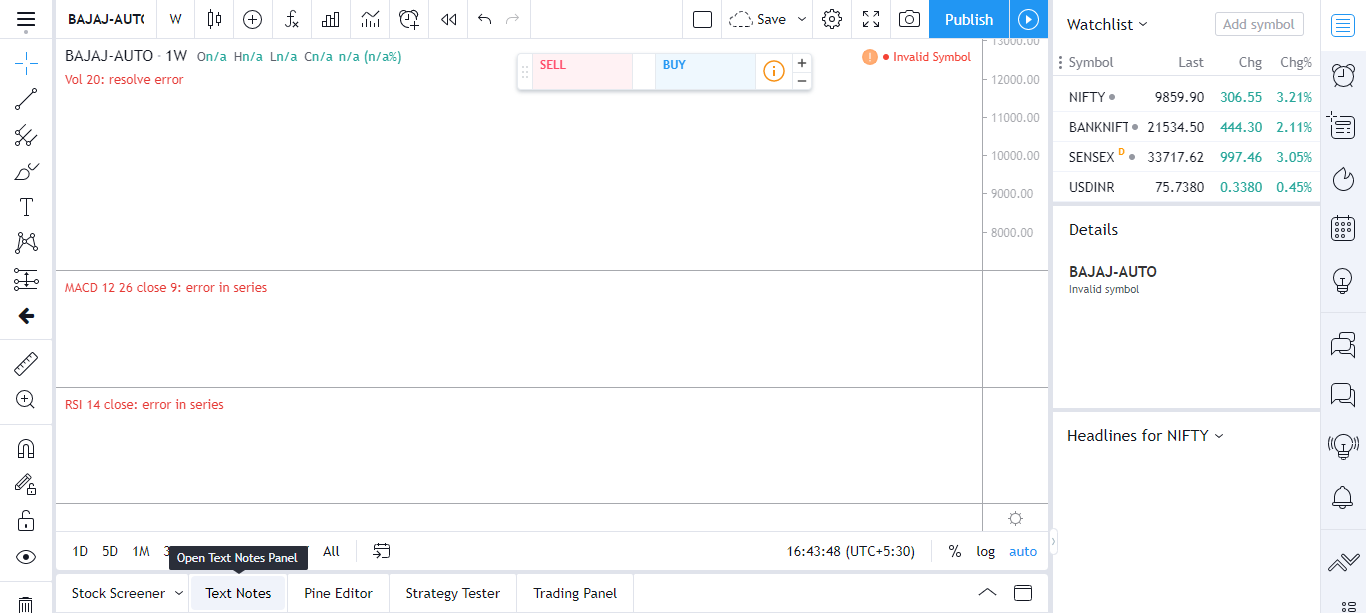 BAJAJ-AUTO W Save Publish
BAJAJ-AUTO · 1W On/a Hn/a Ln/a Cn/a n/a (n/a%)
Vol 20: resolve error
SELL BUY
Invalid Symbol
13000.00
12000.00
11000.00
10000.00
9000.00
8000.00
MACD 12 26 close 9: error in series
RSI 14 close: error in series
1D 5D 1M All 16:43:48 (UTC+5:30) % log auto
Open Text Notes Panel
Stock Screener Text Notes Pine Editor Strategy Tester Trading Panel
Watchlist Add symbol
Symbol Last Chg Chg%
NIFTY 9859.90 306.55 3.21%
BANKNIFT 21534.50 444.30 2.11%
SENSEX D 33717.62 997.46 3.05%
USDINR 75.7380 0.3380 0.45%
Details
BAJAJ-AUTO
Invalid symbol
Headlines for NIFTY